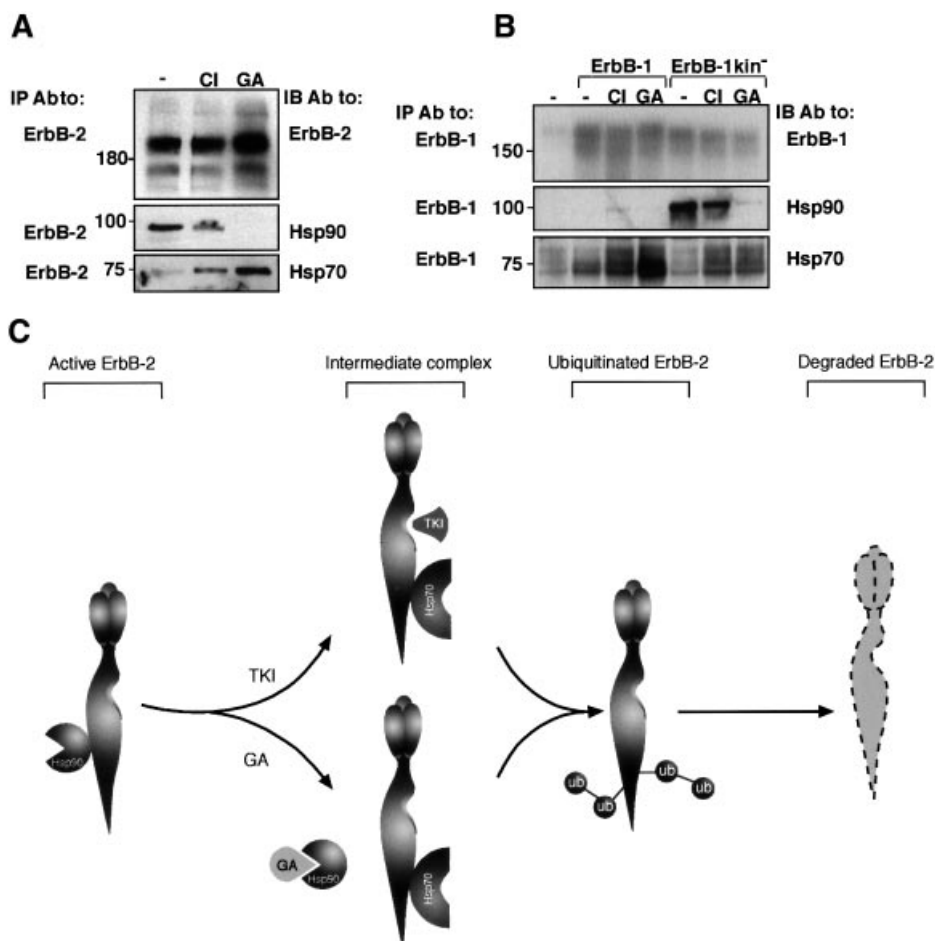 A
- CI GA
IP Ab to: IB Ab to:
ErbB-2 ErbB-2
180-
ErbB-2 100 Hsp90
ErbB-2 75 Hsp70
B
ErbB-1 ErbB-1kin⁻
- - CI GA - CI GA
IP Ab to: IB Ab to:
ErbB-1 ErbB-1
150
ErbB-1 100 Hsp90
ErbB-1 75 Hsp70
C
Active ErbB-2 Intermediate complex Ubiquitinated ErbB-2 Degraded ErbB-2
TKI
Hsp70
TKI
Hsp90
GA
ub ub ub ub
GA Hsp90
Hsp70